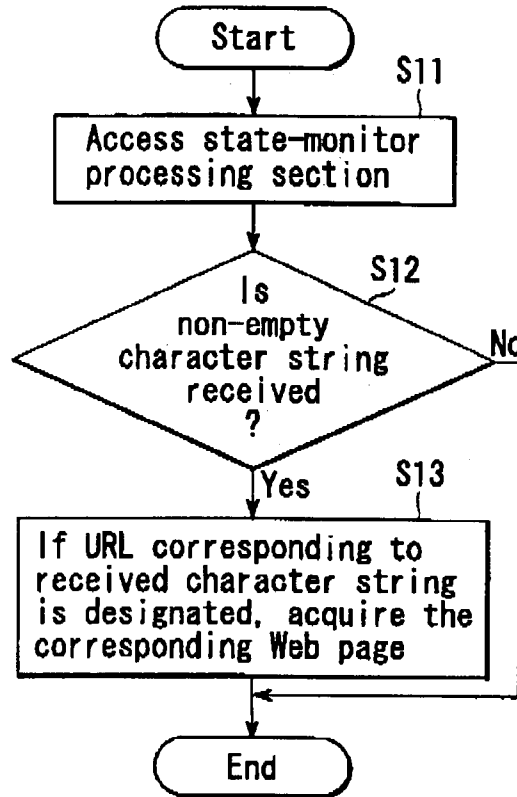 Start
S11
Access state-monitor
processing section
S12
Is
non-empty
character string
received
?
No
Yes
S13
If URL corresponding to
received character string
is designated, acquire the
corresponding Web page
End